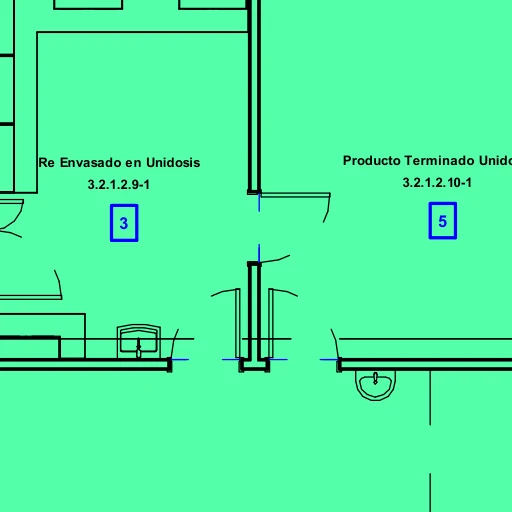 Re Envasado en Unidosis
3.2.1.2.9-1
3
Producto Terminado Unido
3.2.1.2.10-1
5